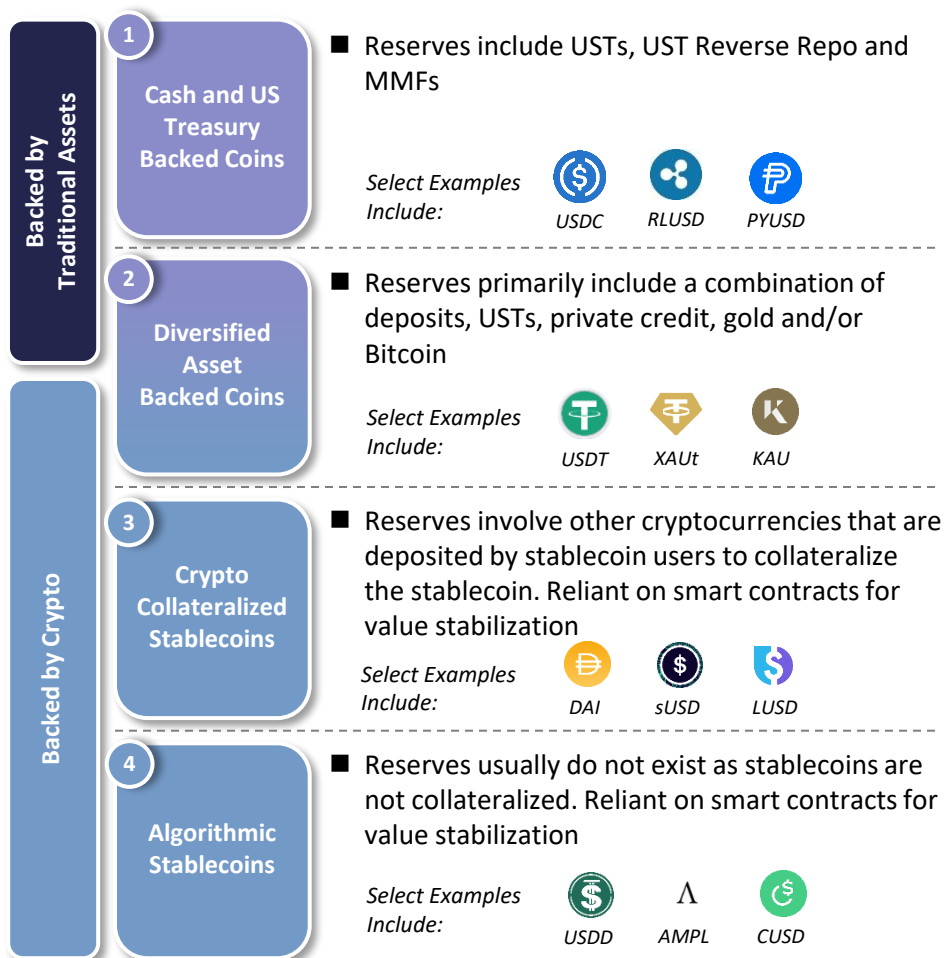 Backed by
Traditional Assets
1
Cash and US
Treasury
Backed Coins
■ Reserves include USTs, UST Reverse Repo and
MMFs
Select Examples
Include:
USDC RLUSD PYUSD
2
Diversified
Asset
Backed Coins
■ Reserves primarily include a combination of
deposits, USTs, private credit, gold and/or
Bitcoin
Select Examples
Include:
USDT XAUt KAU
Backed by Crypto
3
Crypto
Collateralized
Stablecoins
■ Reserves involve other cryptocurrencies that are
deposited by stablecoin users to collateralize
the stablecoin. Reliant on smart contracts for
value stabilization
Select Examples
Include:
DAI sUSD LUSD
4
Algorithmic
Stablecoins
■ Reserves usually do not exist as stablecoins are
not collateralized. Reliant on smart contracts for
value stabilization
Select Examples
Include:
USDD AMPL CUSD